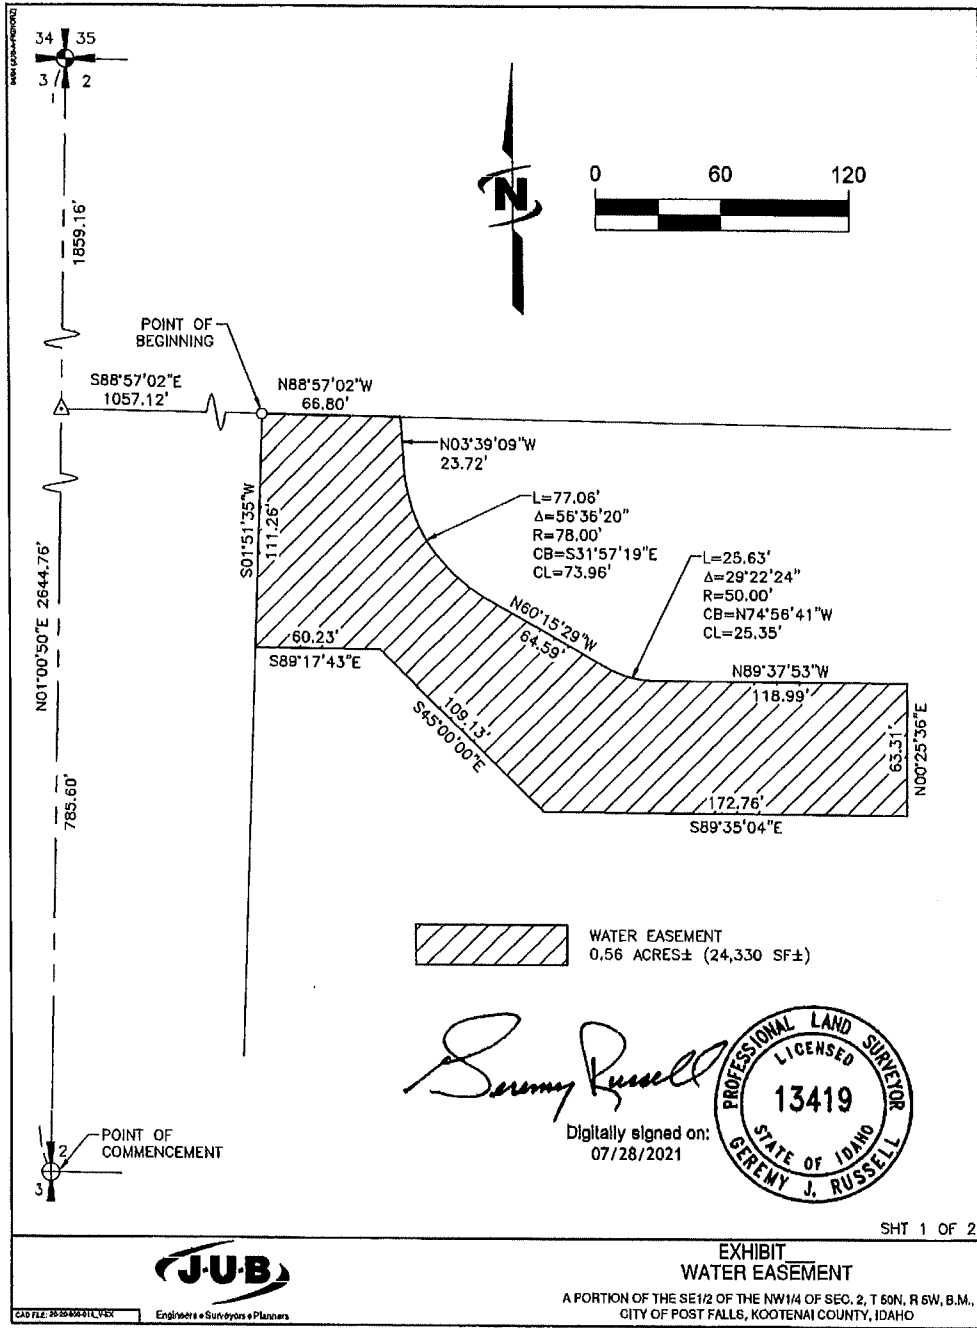 34 35
3 2
1859.16'
N
0 60 120
POINT OF
BEGINNING
S88°57'02"E
1057.12'
N88°57'02"W
66.80'
N03°39'09"W
23.72'
L=77.06'
Δ=56°36'20"
R=78.00'
CB=S31°57'19"E
CL=73.96'
L=25.63'
Δ=29°22'24"
R=50.00'
CB=N74°56'41"W
CL=25.35'
S01°51'35"W
111.26'
N60°15'29"W
64.59'
60.23'
S89°17'43"E
N89°37'53"W
118.99'
N01°00'50"E 2644.76'
109.13'
S45°00'00"E
63.31'
N00°25'36"E
785.60'
172.76'
S89°35'04"E
WATER EASEMENT
0.56 ACRES± (24,330 SF±)
Geremy Russell
Digitally signed on:
07/28/2021
PROFESSIONAL LAND SURVEYOR
LICENSED
13419
STATE OF IDAHO
GEREMY J. RUSSELL
2
POINT OF
COMMENCEMENT
3
SHT 1 OF 2
J·U·B
Engineers • Surveyors • Planners
EXHIBIT__
WATER EASEMENT
A PORTION OF THE SE1/2 OF THE NW1/4 OF SEC. 2, T 50N, R 5W, B.M.,
CITY OF POST FALLS, KOOTENAI COUNTY, IDAHO
CAD FILE: